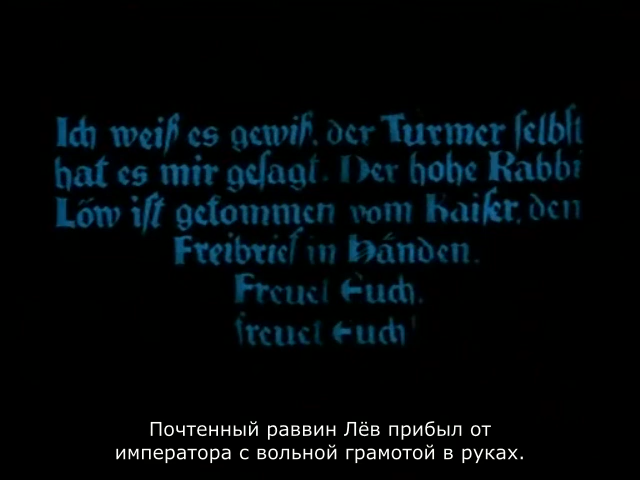 Ich weiß es gewiß, der Turmer selbst
hat es mir gesagt. Der hohe Rabbi
Löw ist gekommen vom Kaiser, den
Freibrief in Händen.
Freuet Euch,
freuet Euch!
Почтенный раввин Лёв прибыл от
императора с вольной грамотой в руках.